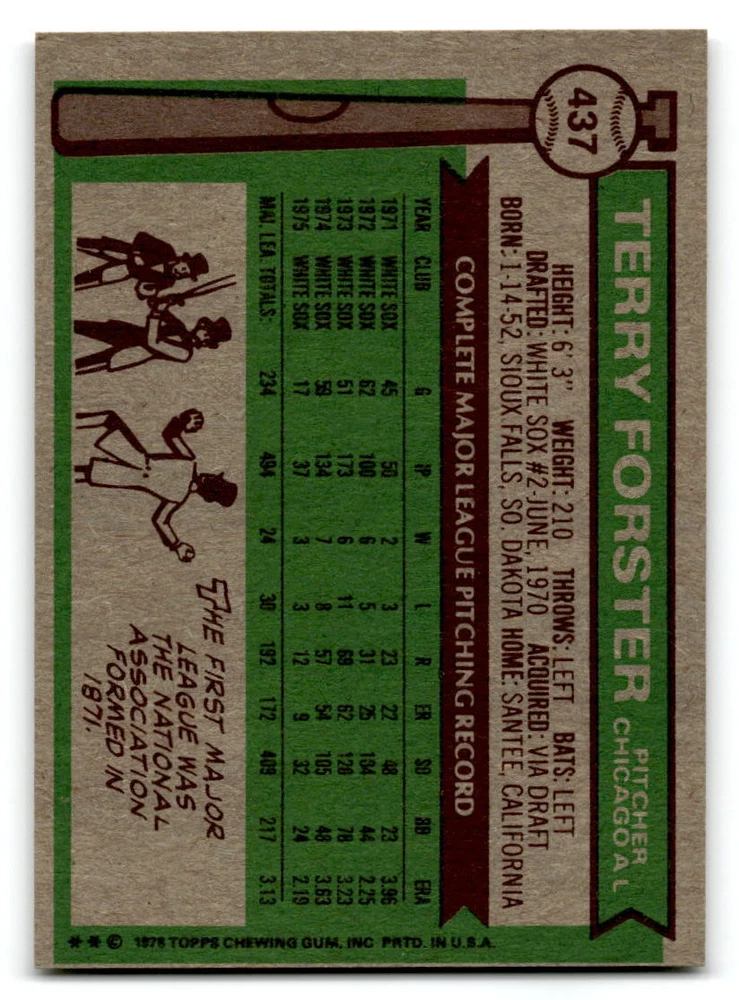 437
TERRY FORSTER
PITCHER
CHICAGO AL
HEIGHT: 6' 3" WEIGHT: 210 THROWS: LEFT BATS: LEFT
DRAFTED: WHITE SOX #2-JUNE, 1970 ACQUIRED: VIA DRAFT
BORN: 1-14-52, SIOUX FALLS, SO. DAKOTA HOME: SANTEE, CALIFORNIA
COMPLETE MAJOR LEAGUE PITCHING RECORD
YEAR CLUB G IP W L R ER SO BB ERA
1971 WHITE SOX 45 50 2 3 23 22 48 23 3.96
1972 WHITE SOX 62 100 6 5 31 25 134 44 2.25
1973 WHITE SOX 51 173 6 11 69 62 128 78 3.23
1974 WHITE SOX 59 134 7 8 57 54 105 48 3.63
1975 WHITE SOX 17 37 3 3 12 9 32 24 2.19
MAJ. LEA. TOTALS: 234 494 24 30 192 172 409 217 3.13
THE FIRST MAJOR
LEAGUE WAS
THE NATIONAL
ASSOCIATION
FORMED IN
1871.
** © 1976 TOPPS CHEWING GUM, INC. PRTD. IN U.S.A.